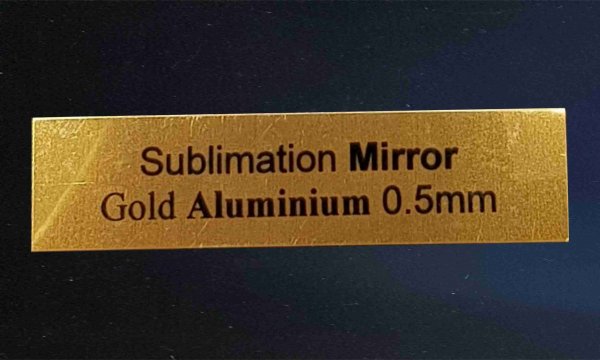 Sublimation Mirror
Gold Aluminium 0.5mm